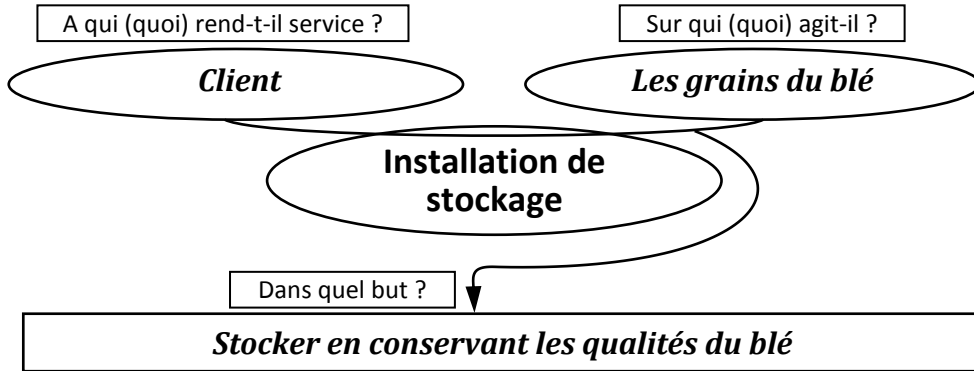 A qui (quoi) rend-t-il service ?
Sur qui (quoi) agit-il ?
Client
Les grains du blé
Installation de
stockage
Dans quel but ?
Stocker en conservant les qualités du blé